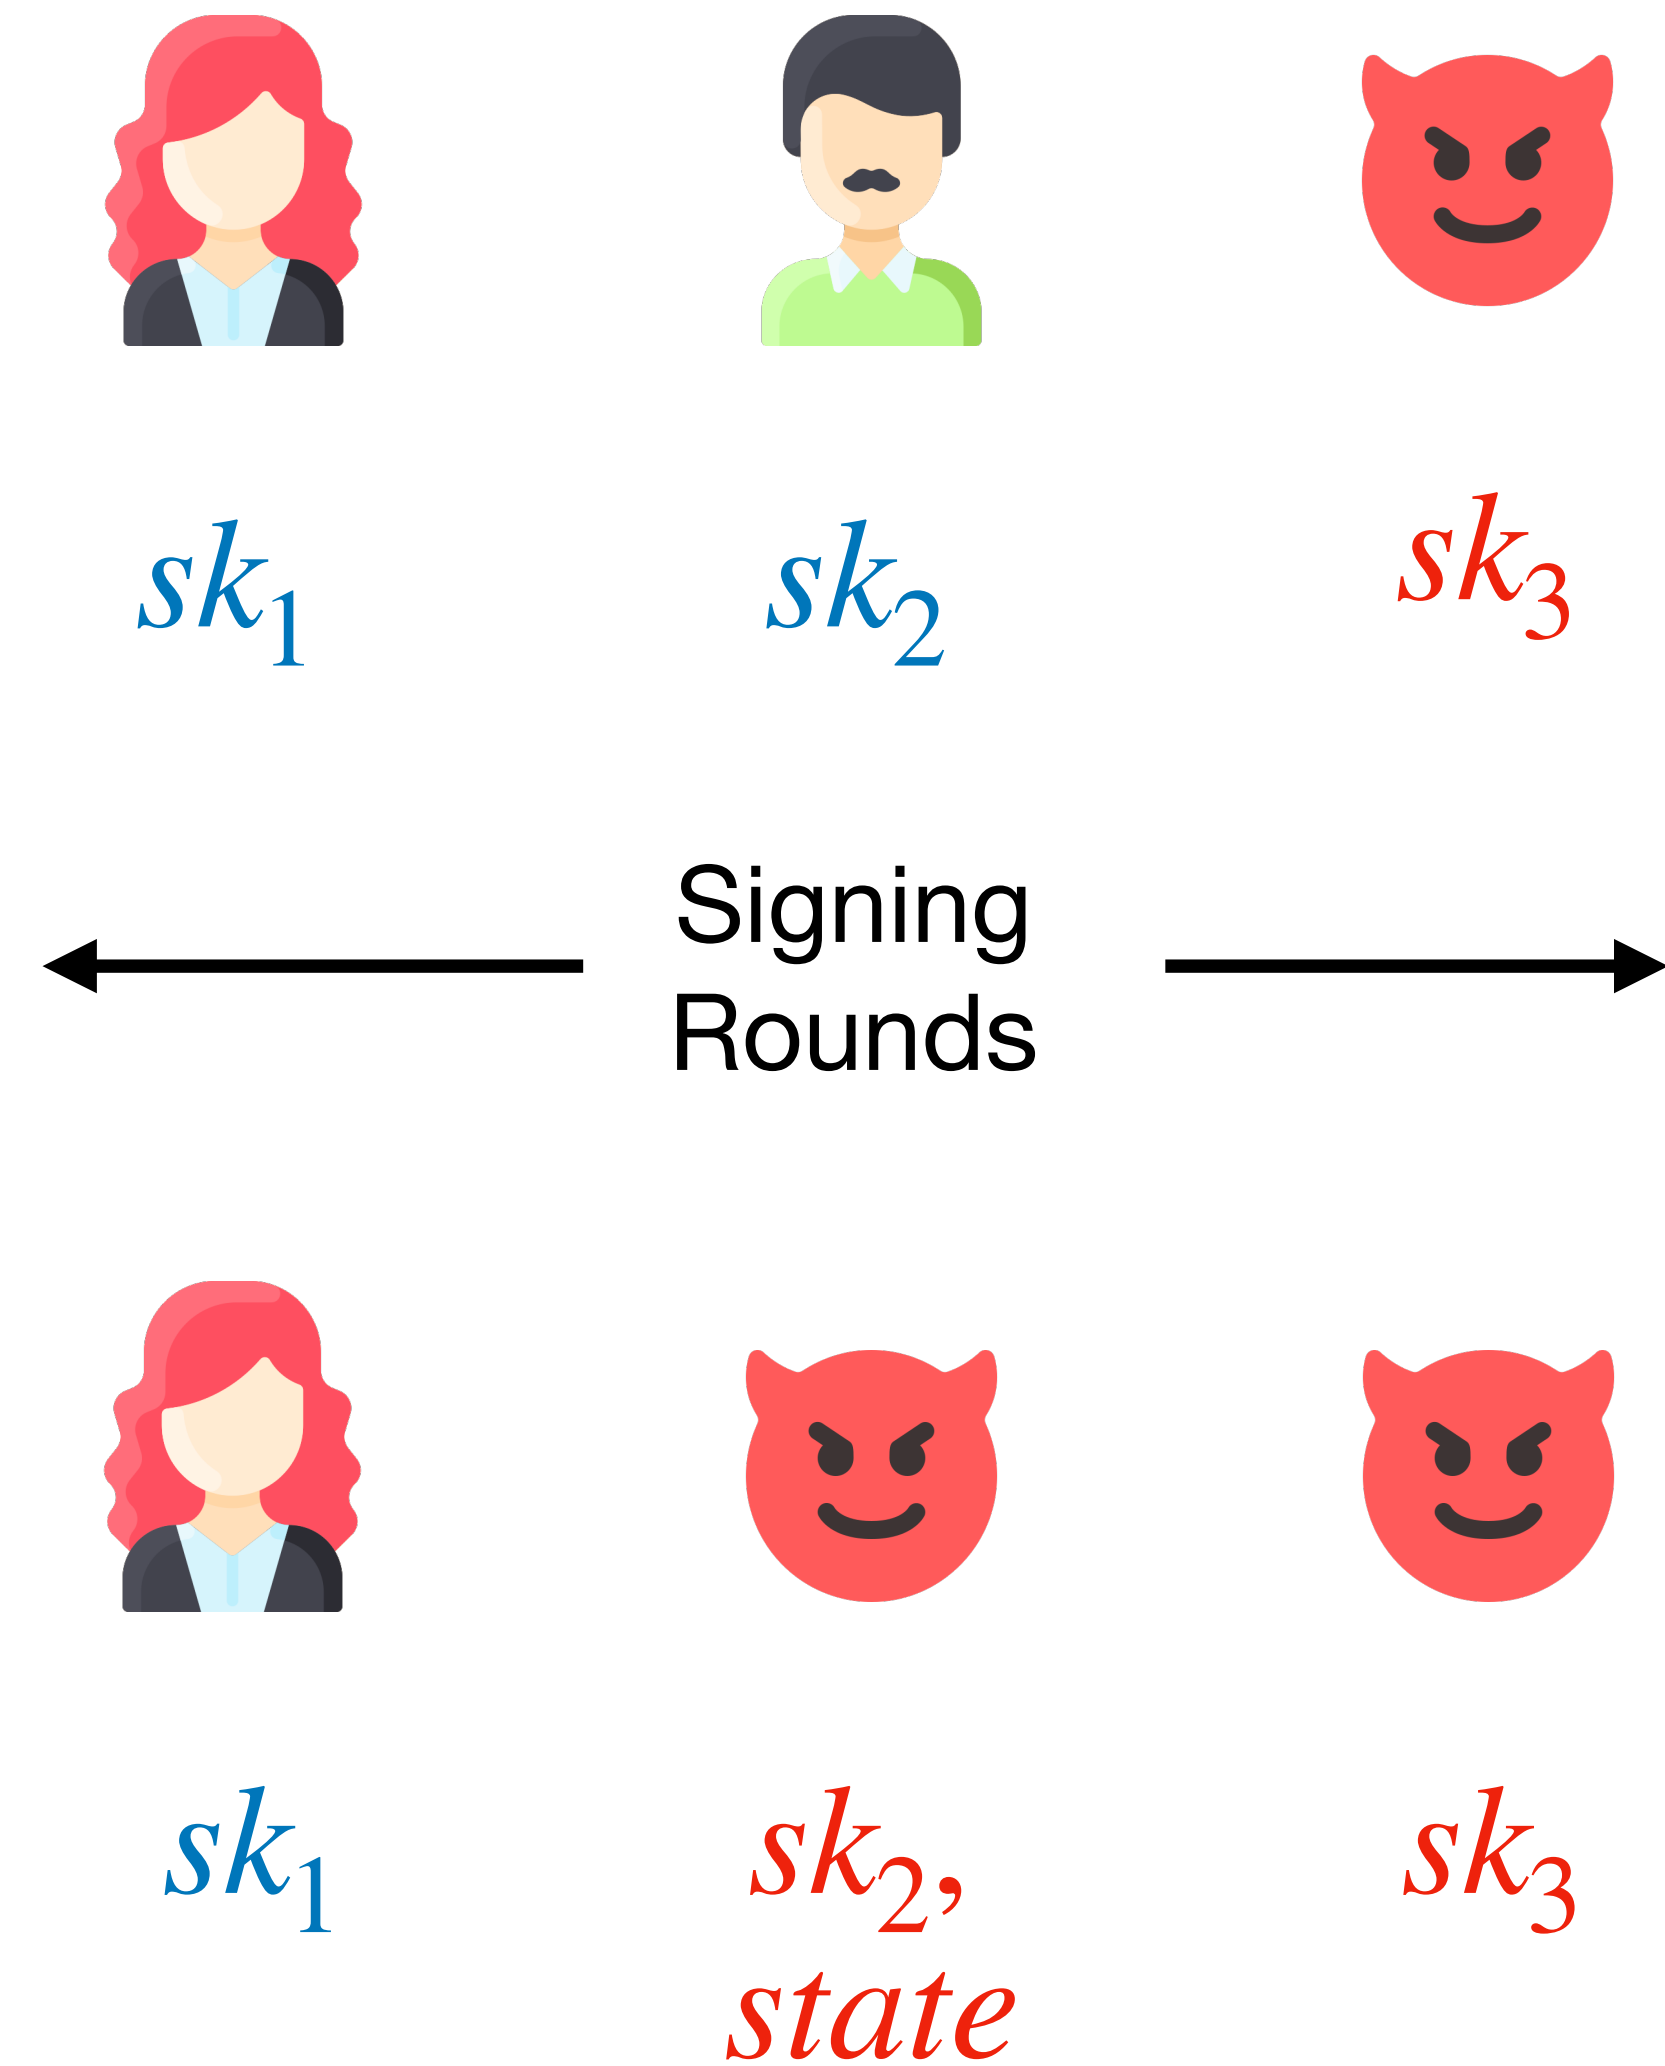 sk₁ sk₂ sk₃
Signing
Rounds
sk₁ sk₂, sk₃
state